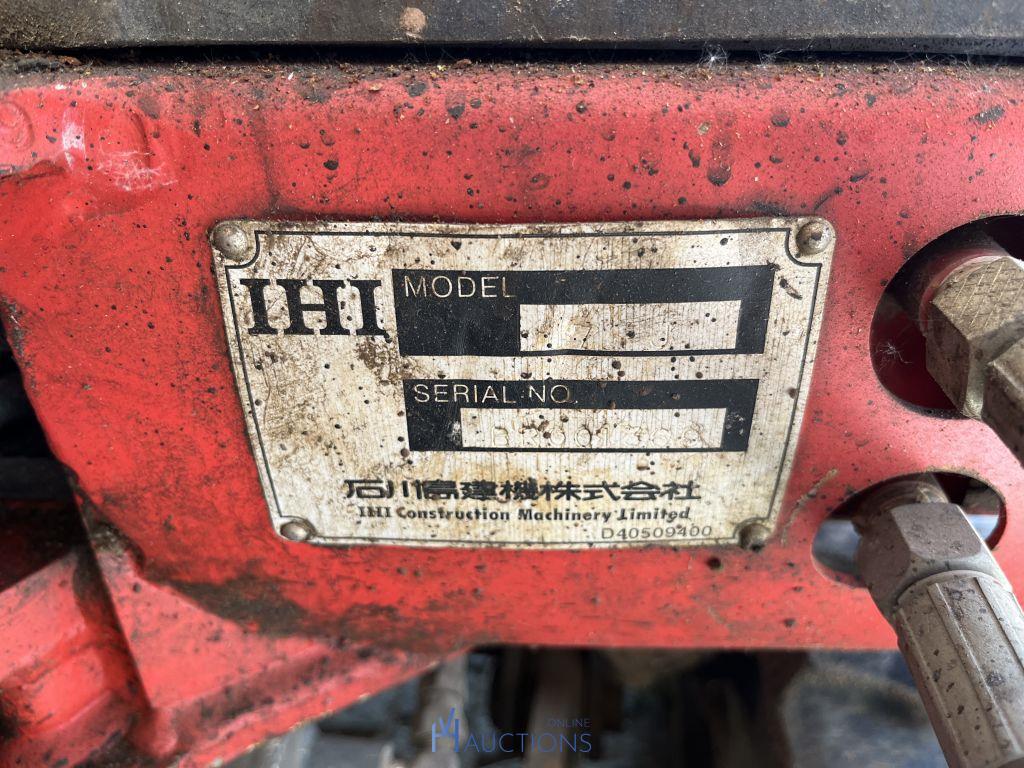 IHI
MODEL
SERIAL NO.
石川島建機株式会社
IHI Construction Machinery Limited
D40509400
ONLINE
AUCTIONS